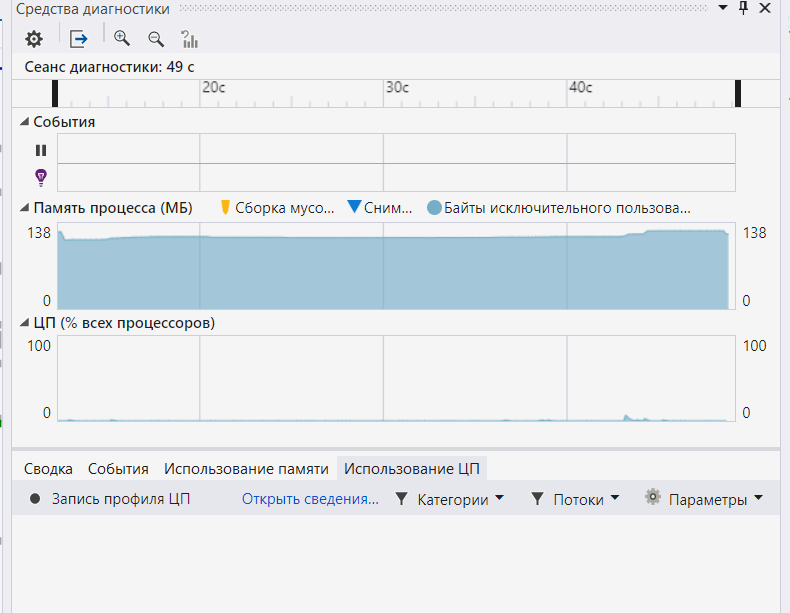 Средства диагностики
Сеанс диагностики: 49 с
20с 30с 40с
События
Память процесса (МБ) Сборка мусо... Сним... Байты исключительного пользова...
138 138
0 0
ЦП (% всех процессоров)
100 100
0 0
Сводка События Использование памяти Использование ЦП
Запись профиля ЦП Открыть сведения... Категории Потоки Параметры